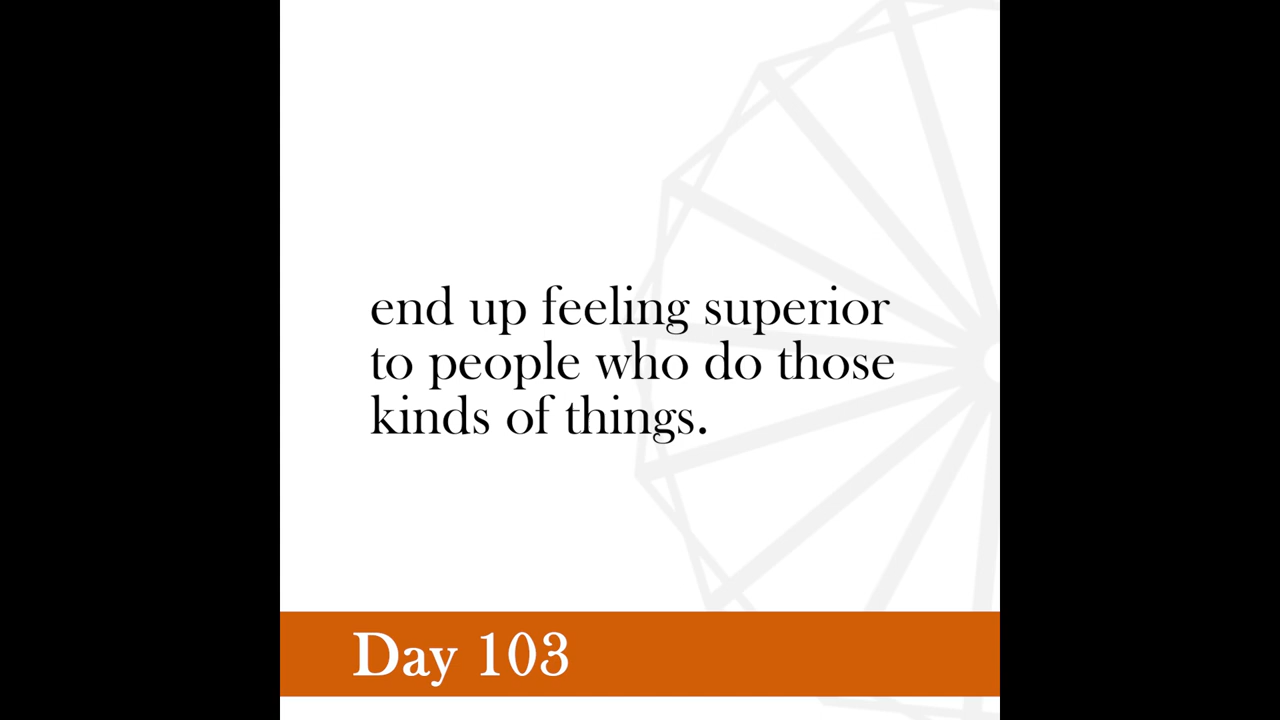 end up feeling superior
to people who do those
kinds of things.
Day 103